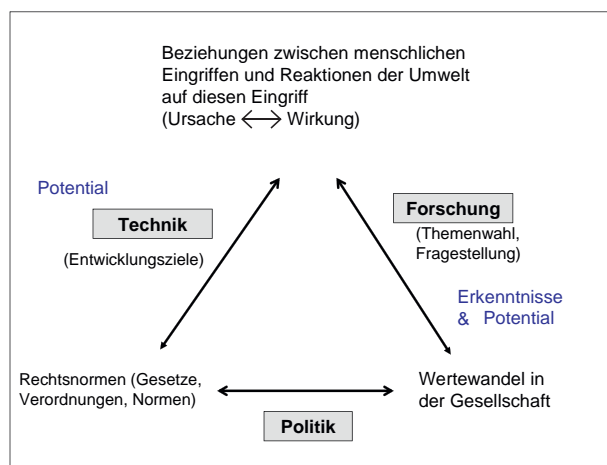 Beziehungen zwischen menschlichen
Eingriffen und Reaktionen der Umwelt
auf diesen Eingriff
(Ursache ⟷ Wirkung)
Potential
Technik
(Entwicklungsziele)
Forschung
(Themenwahl,
Fragestellung)
Erkenntnisse
& Potential
Rechtsnormen (Gesetze,
Verordnungen, Normen)
Wertewandel in
der Gesellschaft
Politik